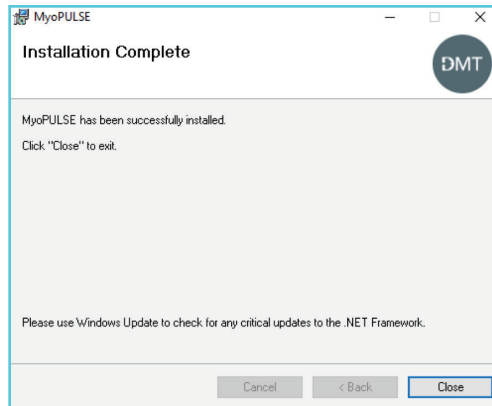 MyoPULSE
Installation Complete
DMT
MyoPULSE has been successfully installed.
Click "Close" to exit.
Please use Windows Update to check for any critical updates to the .NET Framework.
Cancel
< Back
Close